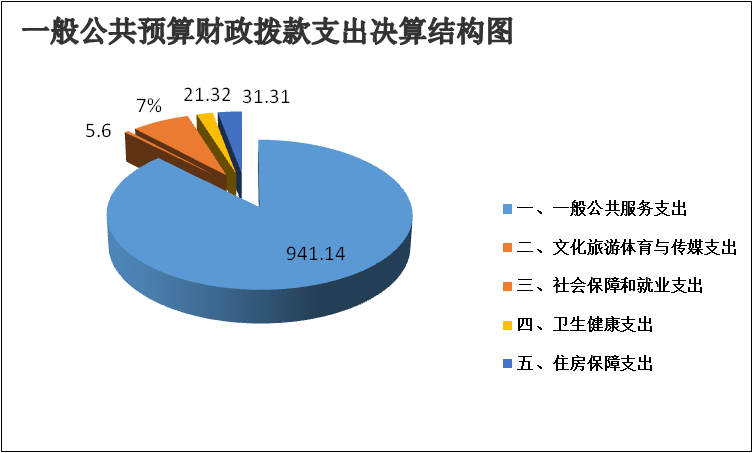 一般公共预算财政拨款支出决算结构图
31.31
21.32
7%
5.6
941.14
一、一般公共服务支出
二、文化旅游体育与传媒支出
三、社会保障和就业支出
四、卫生健康支出
五、住房保障支出